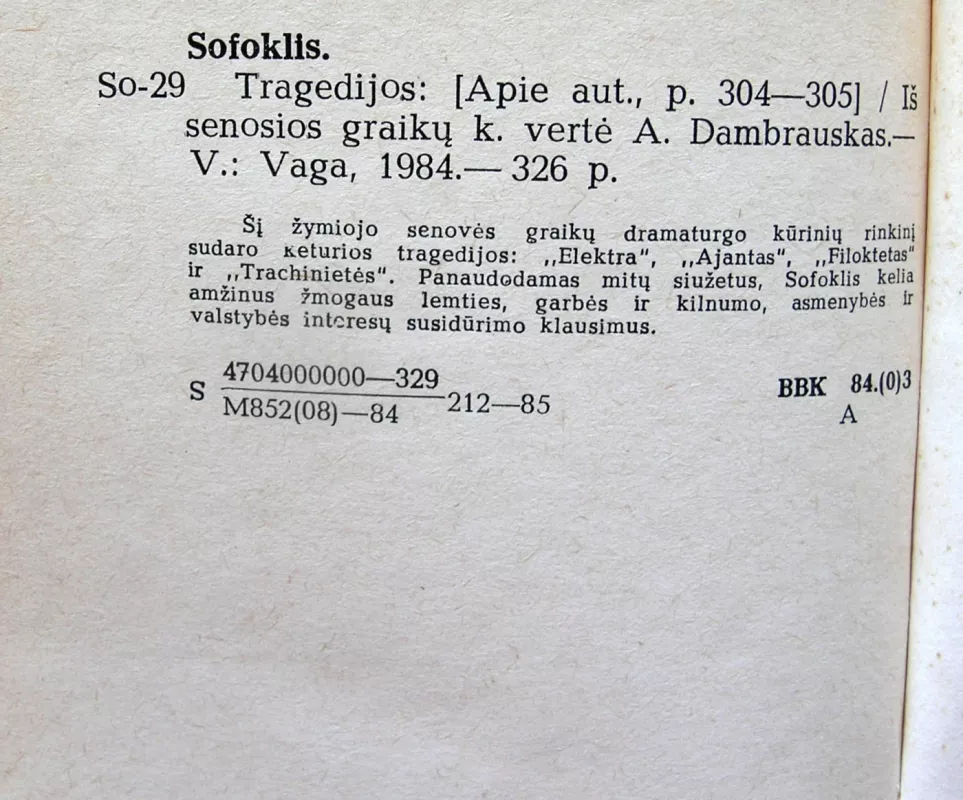 Sofoklis.
So-29 Tragedijos: [Apie aut., p. 304—305] / Iš
senosios graikų k. vertė A. Dambrauskas.—
V.: Vaga, 1984.— 326 p.
Šį žymiojo senovės graikų dramaturgo kūrinių rinkinį
sudaro keturios tragedijos: „Elektra“, „Ajantas“, „Filoktetas“
ir „Trachinietės“. Panaudodamas mitų siužetus, Sofoklis kelia
amžinus žmogaus lemties, garbės ir kilnumo, asmenybės ir
valstybės interesų susidūrimo klausimus.
S 4704000000—329
M852(08)—84 212—85
BBK 84.(0)3
A